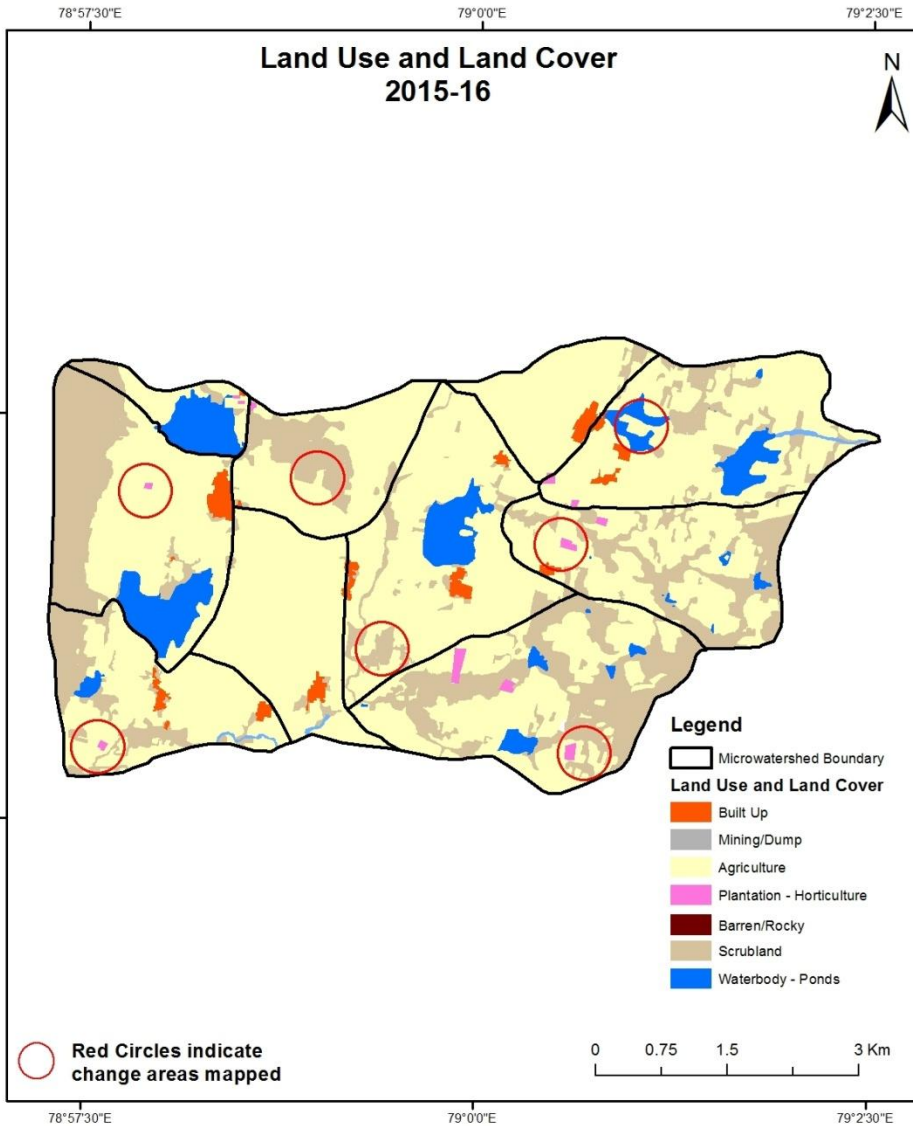 78°57'30"E 79°0'0"E 79°2'30"E
Land Use and Land Cover
2015-16
N
Legend
Microwatershed Boundary
Land Use and Land Cover
Built Up
Mining/Dump
Agriculture
Plantation - Horticulture
Barren/Rocky
Scrubland
Waterbody - Ponds
Red Circles indicate
change areas mapped
0 0.75 1.5 3 Km
78°57'30"E 79°0'0"E 79°2'30"E